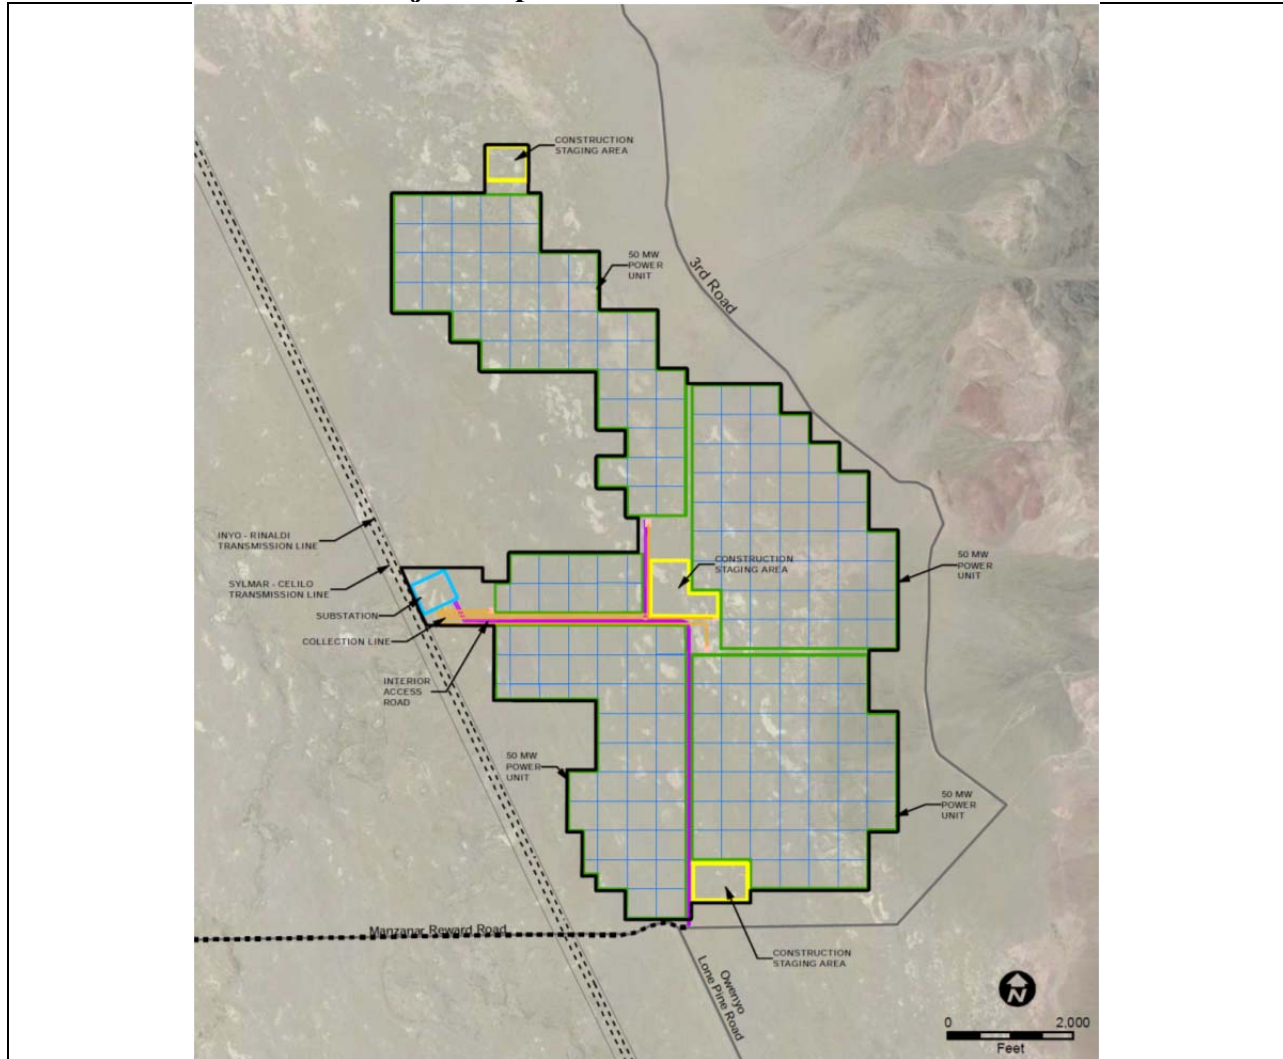 CONSTRUCTION
STAGING AREA
50 MW
POWER
UNIT
3rd Road
INYO - RINALDI
TRANSMISSION LINE
SYLMAR - CELILO
TRANSMISSION LINE
SUBSTATION
COLLECTION LINE
INTERIOR
ACCESS
ROAD
CONSTRUCTION
STAGING AREA
50 MW
POWER
UNIT
50 MW
POWER
UNIT
50 MW
POWER
UNIT
Manzanar Reward Road
CONSTRUCTION
STAGING AREA
Owenyo
Lone Pine Road
N
0 2,000
Feet